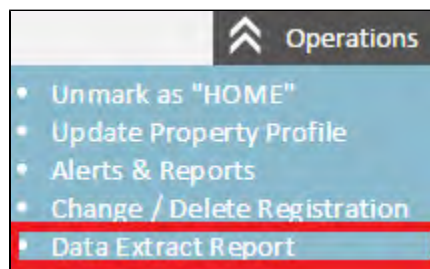 Operations
• Unmark as "HOME"
• Update Property Profile
• Alerts & Reports
• Change / Delete Registration
• Data Extract Report